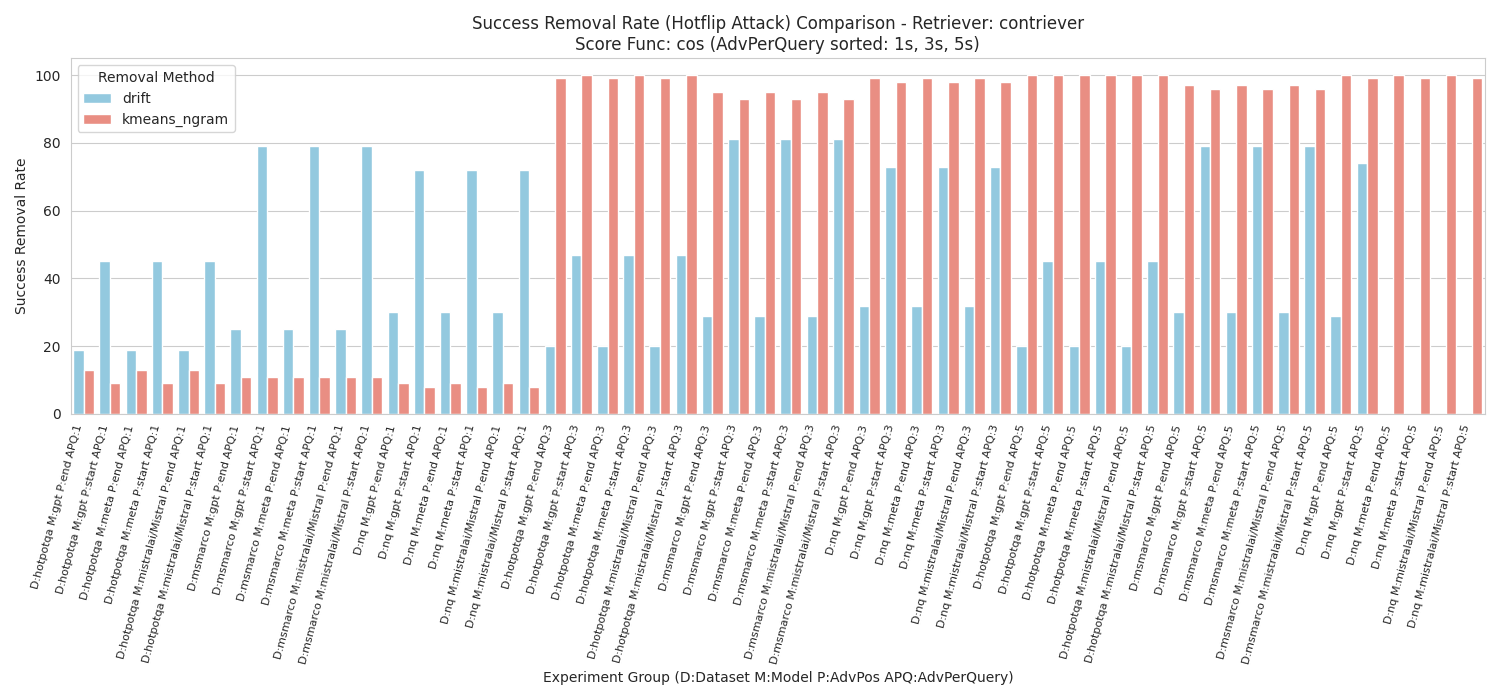 Success Removal Rate (Hotflip Attack) Comparison - Retriever: contriever
Score Func: cos (AdvPerQuery sorted: 1s, 3s, 5s)
Removal Method
drift
kmeans_ngram
Success Removal Rate
100
80
60
40
20
0
D:hotpotqa M:gpt P:end APQ:1
D:hotpotqa M:gpt P:start APQ:1
D:hotpotqa M:meta P:end APQ:1
D:hotpotqa M:meta P:start APQ:1
D:hotpotqa M:mistralai/Mistral P:end APQ:1
D:hotpotqa M:mistralai/Mistral P:start APQ:1
D:msmarco M:gpt P:end APQ:1
D:msmarco M:gpt P:start APQ:1
D:msmarco M:meta P:end APQ:1
D:msmarco M:meta P:start APQ:1
D:msmarco M:mistralai/Mistral P:end APQ:1
D:msmarco M:mistralai/Mistral P:start APQ:1
D:nq M:gpt P:end APQ:1
D:nq M:gpt P:start APQ:1
D:nq M:meta P:end APQ:1
D:nq M:meta P:start APQ:1
D:nq M:mistralai/Mistral P:end APQ:1
D:nq M:mistralai/Mistral P:start APQ:1
D:hotpotqa M:gpt P:end APQ:3
D:hotpotqa M:gpt P:start APQ:3
D:hotpotqa M:meta P:end APQ:3
D:hotpotqa M:meta P:start APQ:3
D:hotpotqa M:mistralai/Mistral P:end APQ:3
D:hotpotqa M:mistralai/Mistral P:start APQ:3
D:msmarco M:gpt P:end APQ:3
D:msmarco M:gpt P:start APQ:3
D:msmarco M:meta P:end APQ:3
D:msmarco M:meta P:start APQ:3
D:msmarco M:mistralai/Mistral P:end APQ:3
D:msmarco M:mistralai/Mistral P:start APQ:3
D:nq M:gpt P:end APQ:3
D:nq M:gpt P:start APQ:3
D:nq M:meta P:end APQ:3
D:nq M:meta P:start APQ:3
D:nq M:mistralai/Mistral P:end APQ:3
D:nq M:mistralai/Mistral P:start APQ:3
D:hotpotqa M:gpt P:end APQ:5
D:hotpotqa M:gpt P:start APQ:5
D:hotpotqa M:meta P:end APQ:5
D:hotpotqa M:meta P:start APQ:5
D:hotpotqa M:mistralai/Mistral P:end APQ:5
D:hotpotqa M:mistralai/Mistral P:start APQ:5
D:msmarco M:gpt P:end APQ:5
D:msmarco M:gpt P:start APQ:5
D:msmarco M:meta P:end APQ:5
D:msmarco M:meta P:start APQ:5
D:msmarco M:mistralai/Mistral P:end APQ:5
D:msmarco M:mistralai/Mistral P:start APQ:5
D:nq M:gpt P:end APQ:5
D:nq M:gpt P:start APQ:5
D:nq M:meta P:end APQ:5
D:nq M:meta P:start APQ:5
D:nq M:mistralai/Mistral P:end APQ:5
D:nq M:mistralai/Mistral P:start APQ:5
Experiment Group (D:Dataset M:Model P:AdvPos APQ:AdvPerQuery)